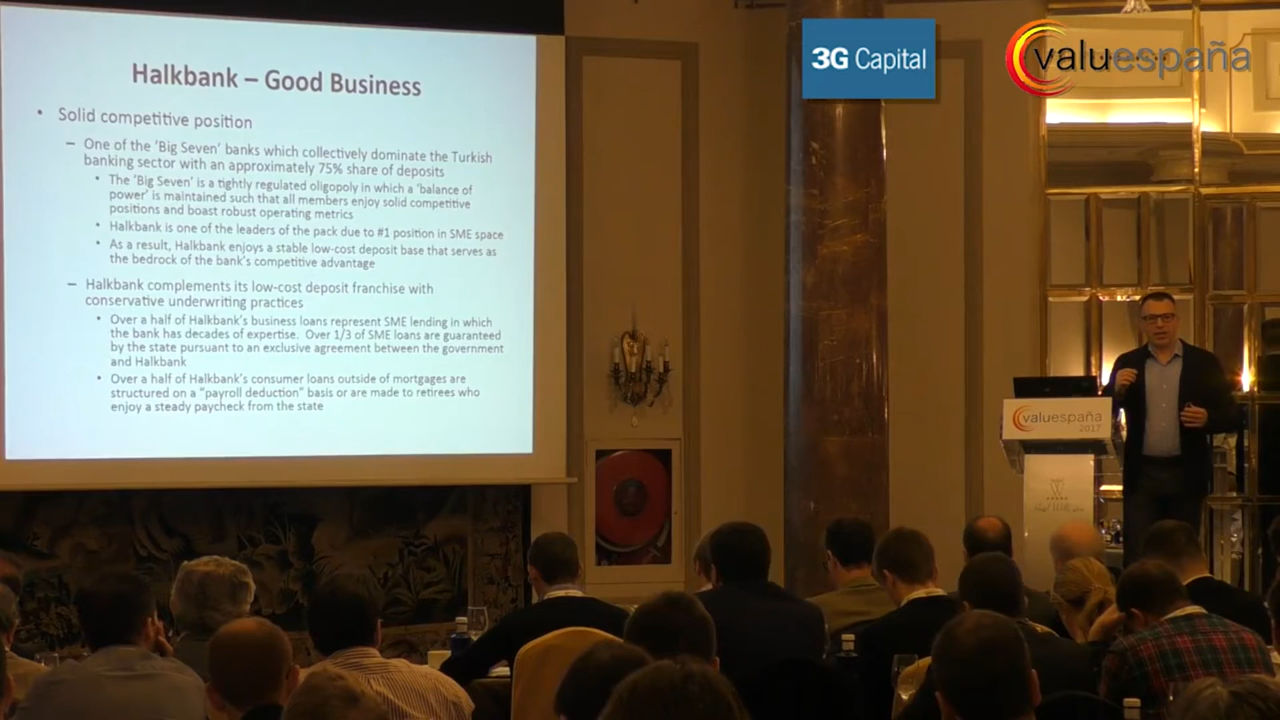 Halkbank – Good Business
• Solid competitive position
– One of the 'Big Seven' banks which collectively dominate the Turkish
banking sector with an approximately 75% share of deposits
• The 'Big Seven' is a tightly regulated oligopoly in which a 'balance of
power' is maintained such that all members enjoy solid competitive
positions and boast robust operating metrics
• Halkbank is one of the leaders of the pack due to #1 position in SME space
• As a result, Halkbank enjoys a stable low-cost deposit base that serves as
the bedrock of the bank's competitive advantage
– Halkbank complements its low-cost deposit franchise with
conservative underwriting practices
• Over a half of Halkbank's business loans represent SME lending in which
the bank has decades of expertise. Over 1/3 of SME loans are guaranteed
by the state pursuant to an exclusive agreement between the government
and Halkbank
• Over a half of Halkbank's consumer loans outside of mortgages are
structured on a "payroll deduction" basis or are made to retirees who
enjoy a steady paycheck from the state
3G Capital
valuespaña
valuespaña
2017